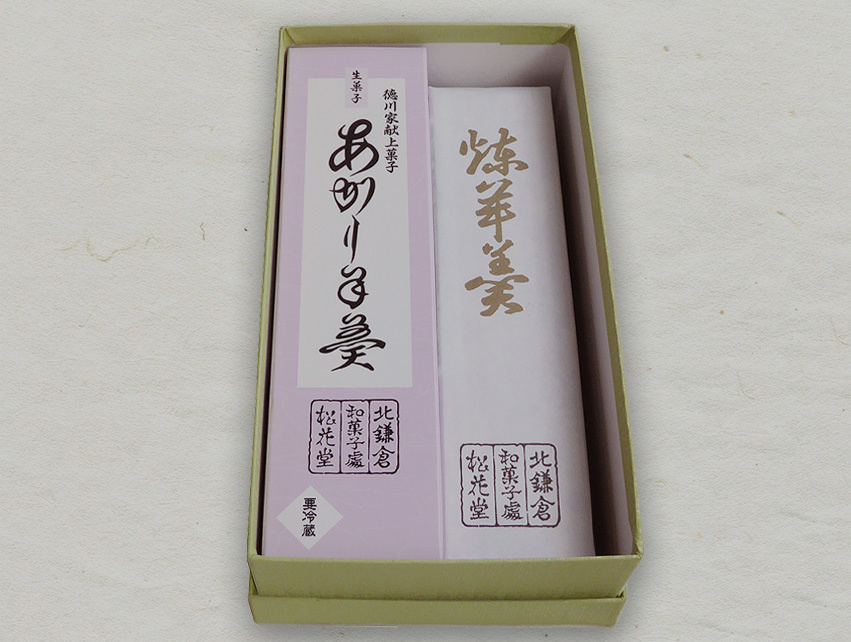 生菓子
徳川家献上菓子
あがり羊羹
北鎌倉
和菓子處
松花堂
要冷蔵
煉羊羹
北鎌倉
和菓子處
松花堂